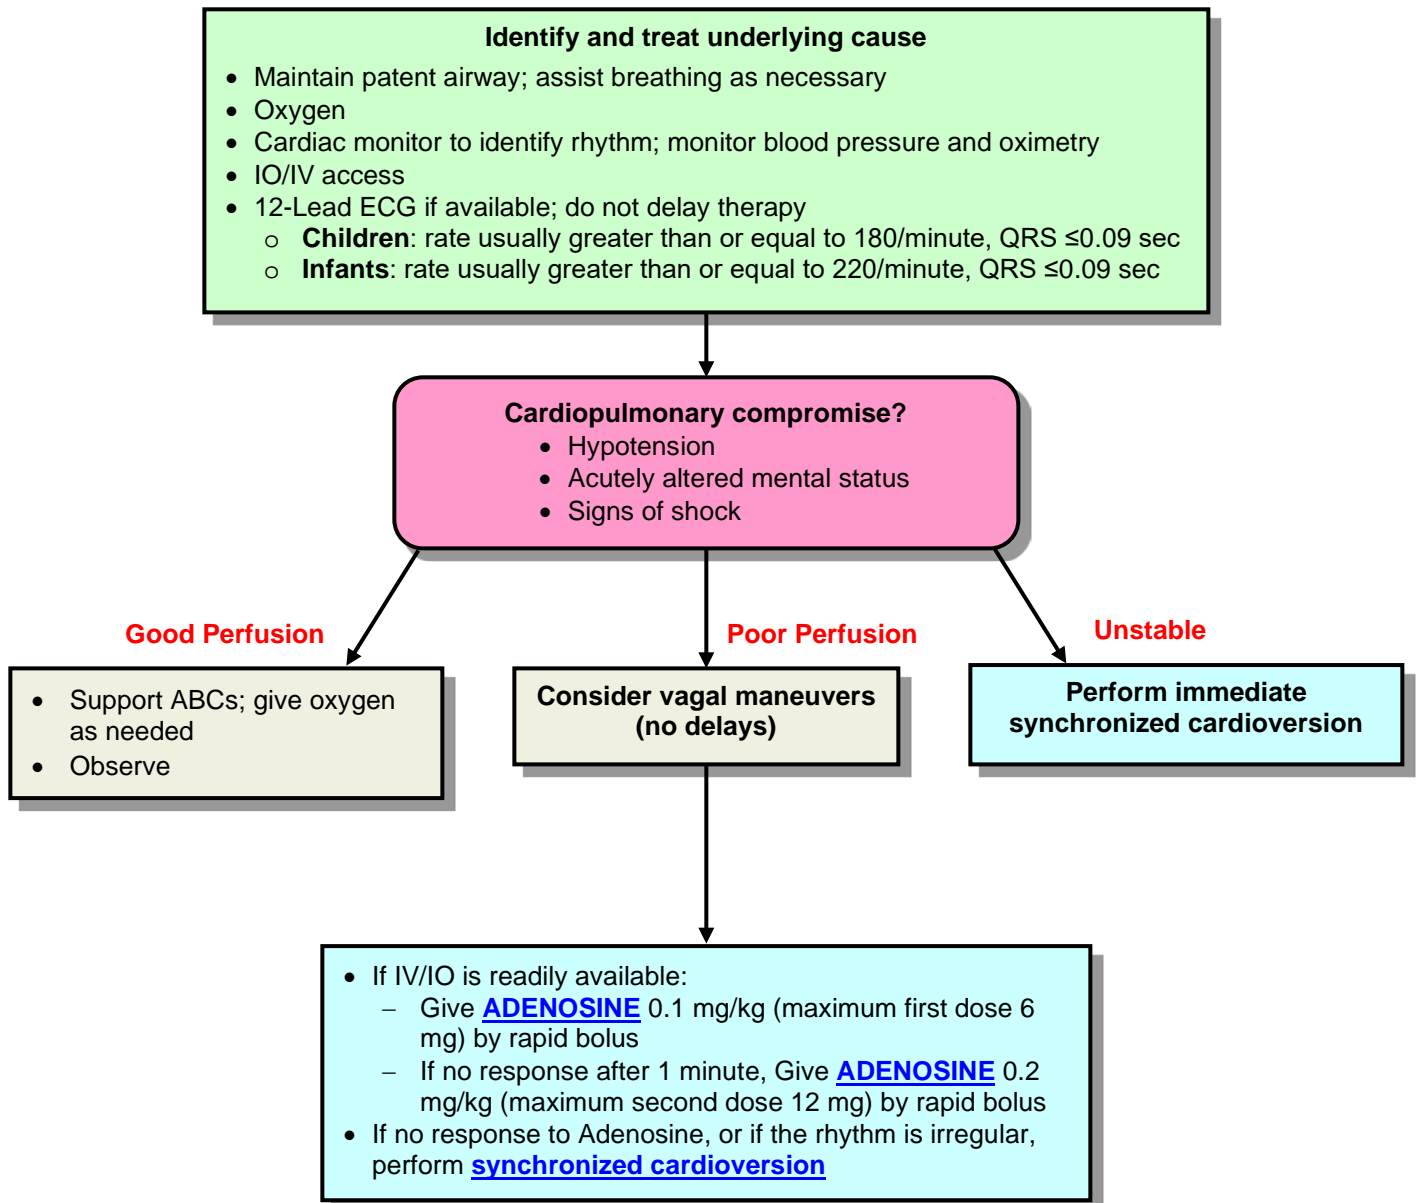 Identify and treat underlying cause
• Maintain patent airway; assist breathing as necessary
• Oxygen
• Cardiac monitor to identify rhythm; monitor blood pressure and oximetry
• IO/IV access
• 12-Lead ECG if available; do not delay therapy
o Children: rate usually greater than or equal to 180/minute, QRS ≤0.09 sec
o Infants: rate usually greater than or equal to 220/minute, QRS ≤0.09 sec
Cardiopulmonary compromise?
• Hypotension
• Acutely altered mental status
• Signs of shock
Good Perfusion
• Support ABCs; give oxygen
as needed
• Observe
Poor Perfusion
Consider vagal maneuvers
(no delays)
Unstable
Perform immediate
synchronized cardioversion
• If IV/IO is readily available:
− Give ADENOSINE 0.1 mg/kg (maximum first dose 6
mg) by rapid bolus
− If no response after 1 minute, Give ADENOSINE 0.2
mg/kg (maximum second dose 12 mg) by rapid bolus
• If no response to Adenosine, or if the rhythm is irregular,
perform synchronized cardioversion